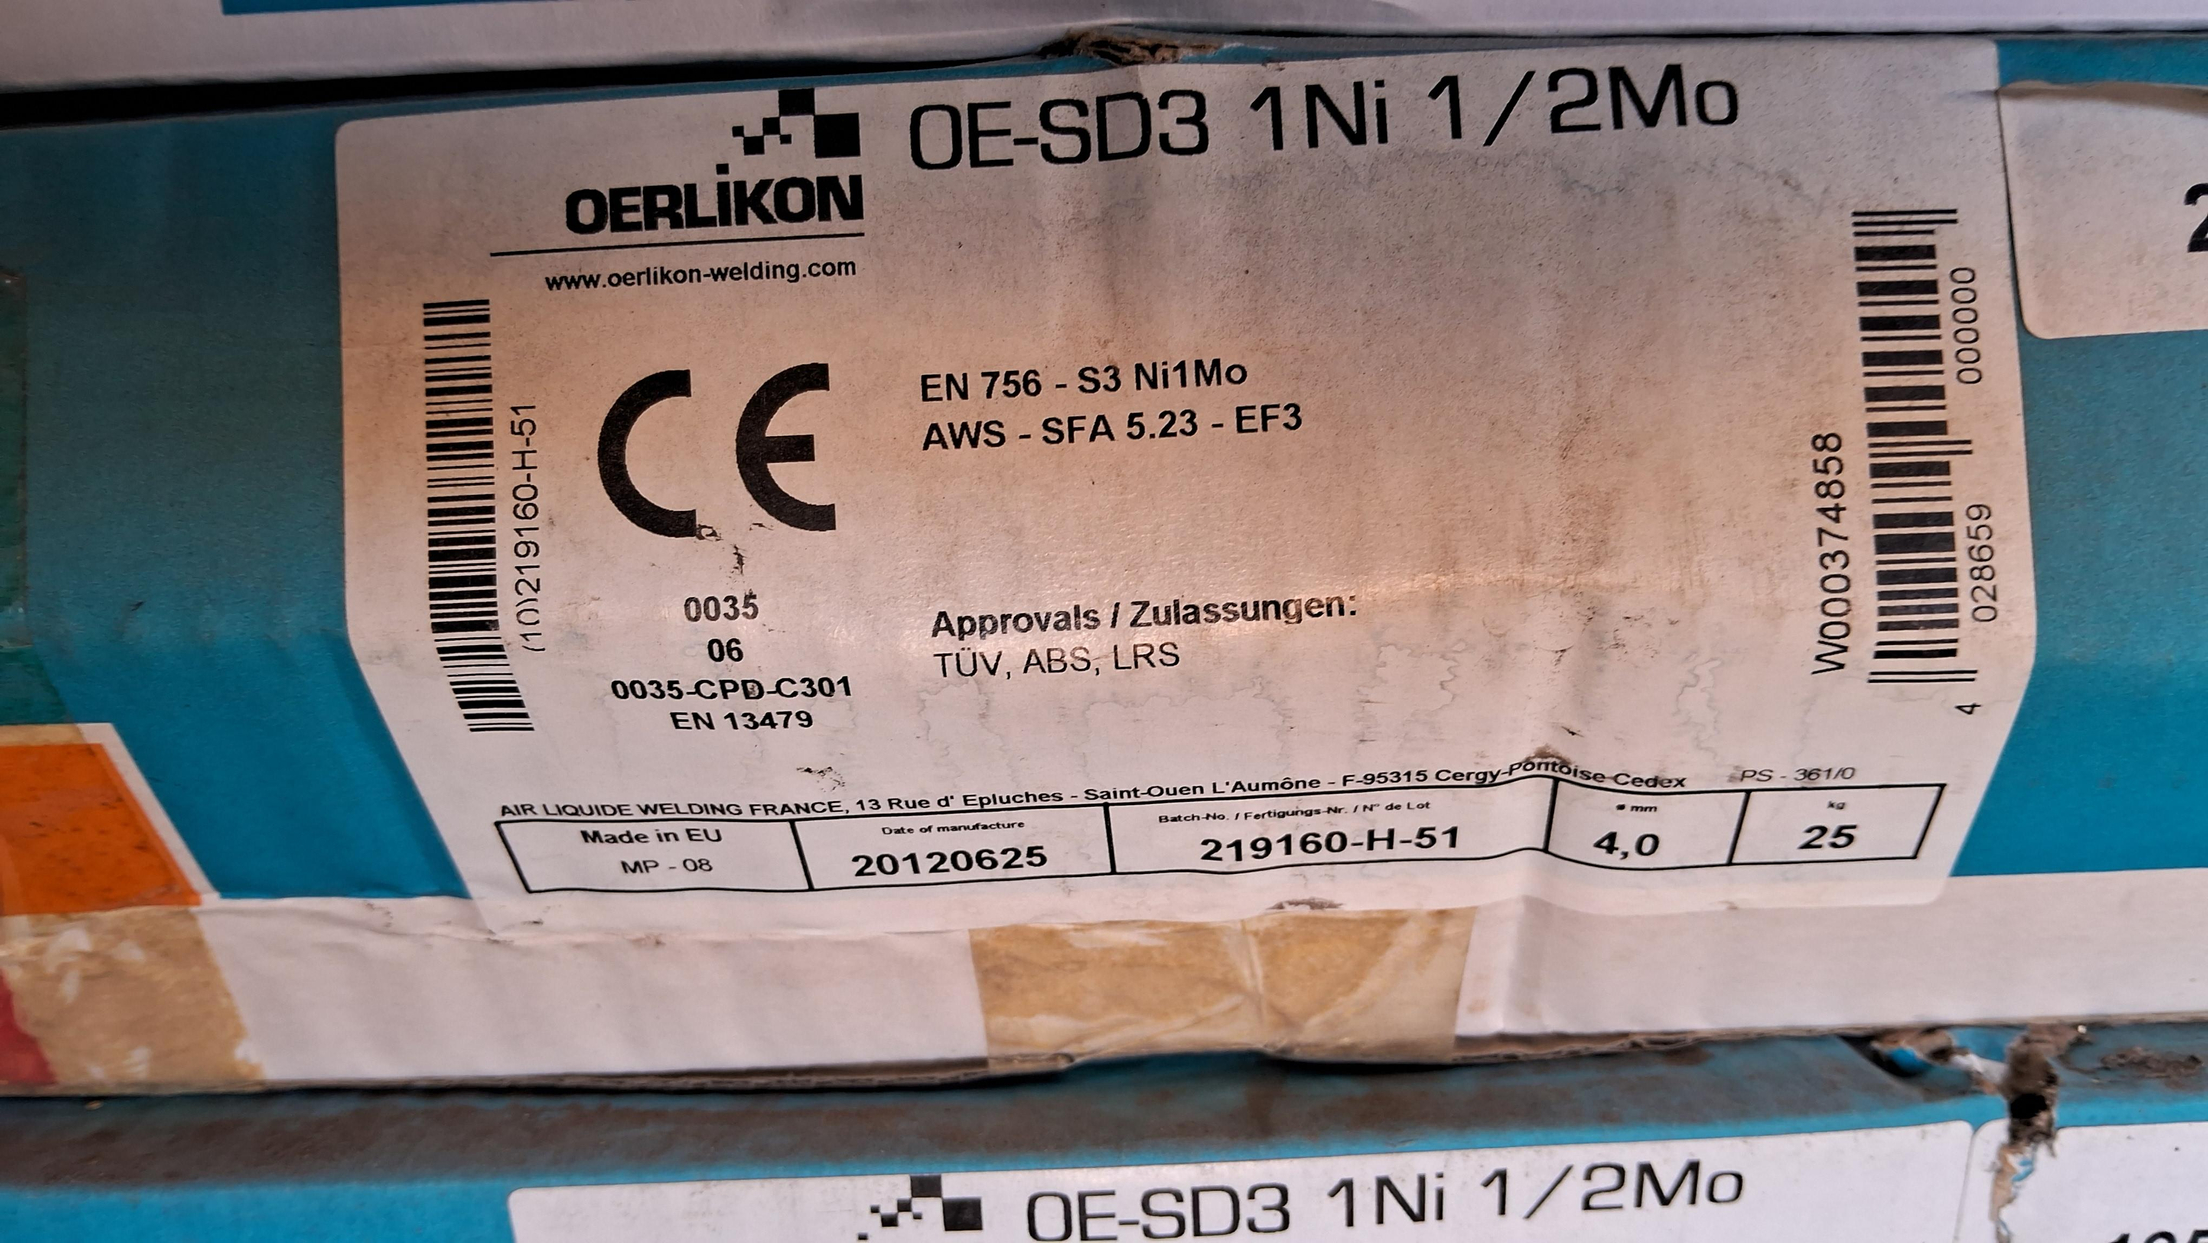 OERLIKON
www.oerlikon-welding.com
OE-SD3 1Ni 1/2Mo
(10)219160-H-51
CE
0035
06
0035-CPD-C301
EN 13479
EN 756 - S3 Ni1Mo
AWS - SFA 5.23 - EF3
Approvals / Zulassungen:
TÜV, ABS, LRS
W000374858
4 028659 000000
AIR LIQUIDE WELDING FRANCE, 13 Rue d' Epluches - Saint-Ouen L'Aumône - F-95315 Cergy-Pontoise Cedex
PS - 361/0
Made in EU
MP - 08
Date of manufacture
20120625
Batch-No. / Fertigungs-Nr. / N° de Lot
219160-H-51
mm
4,0
kg
25
OE-SD3 1Ni 1/2Mo